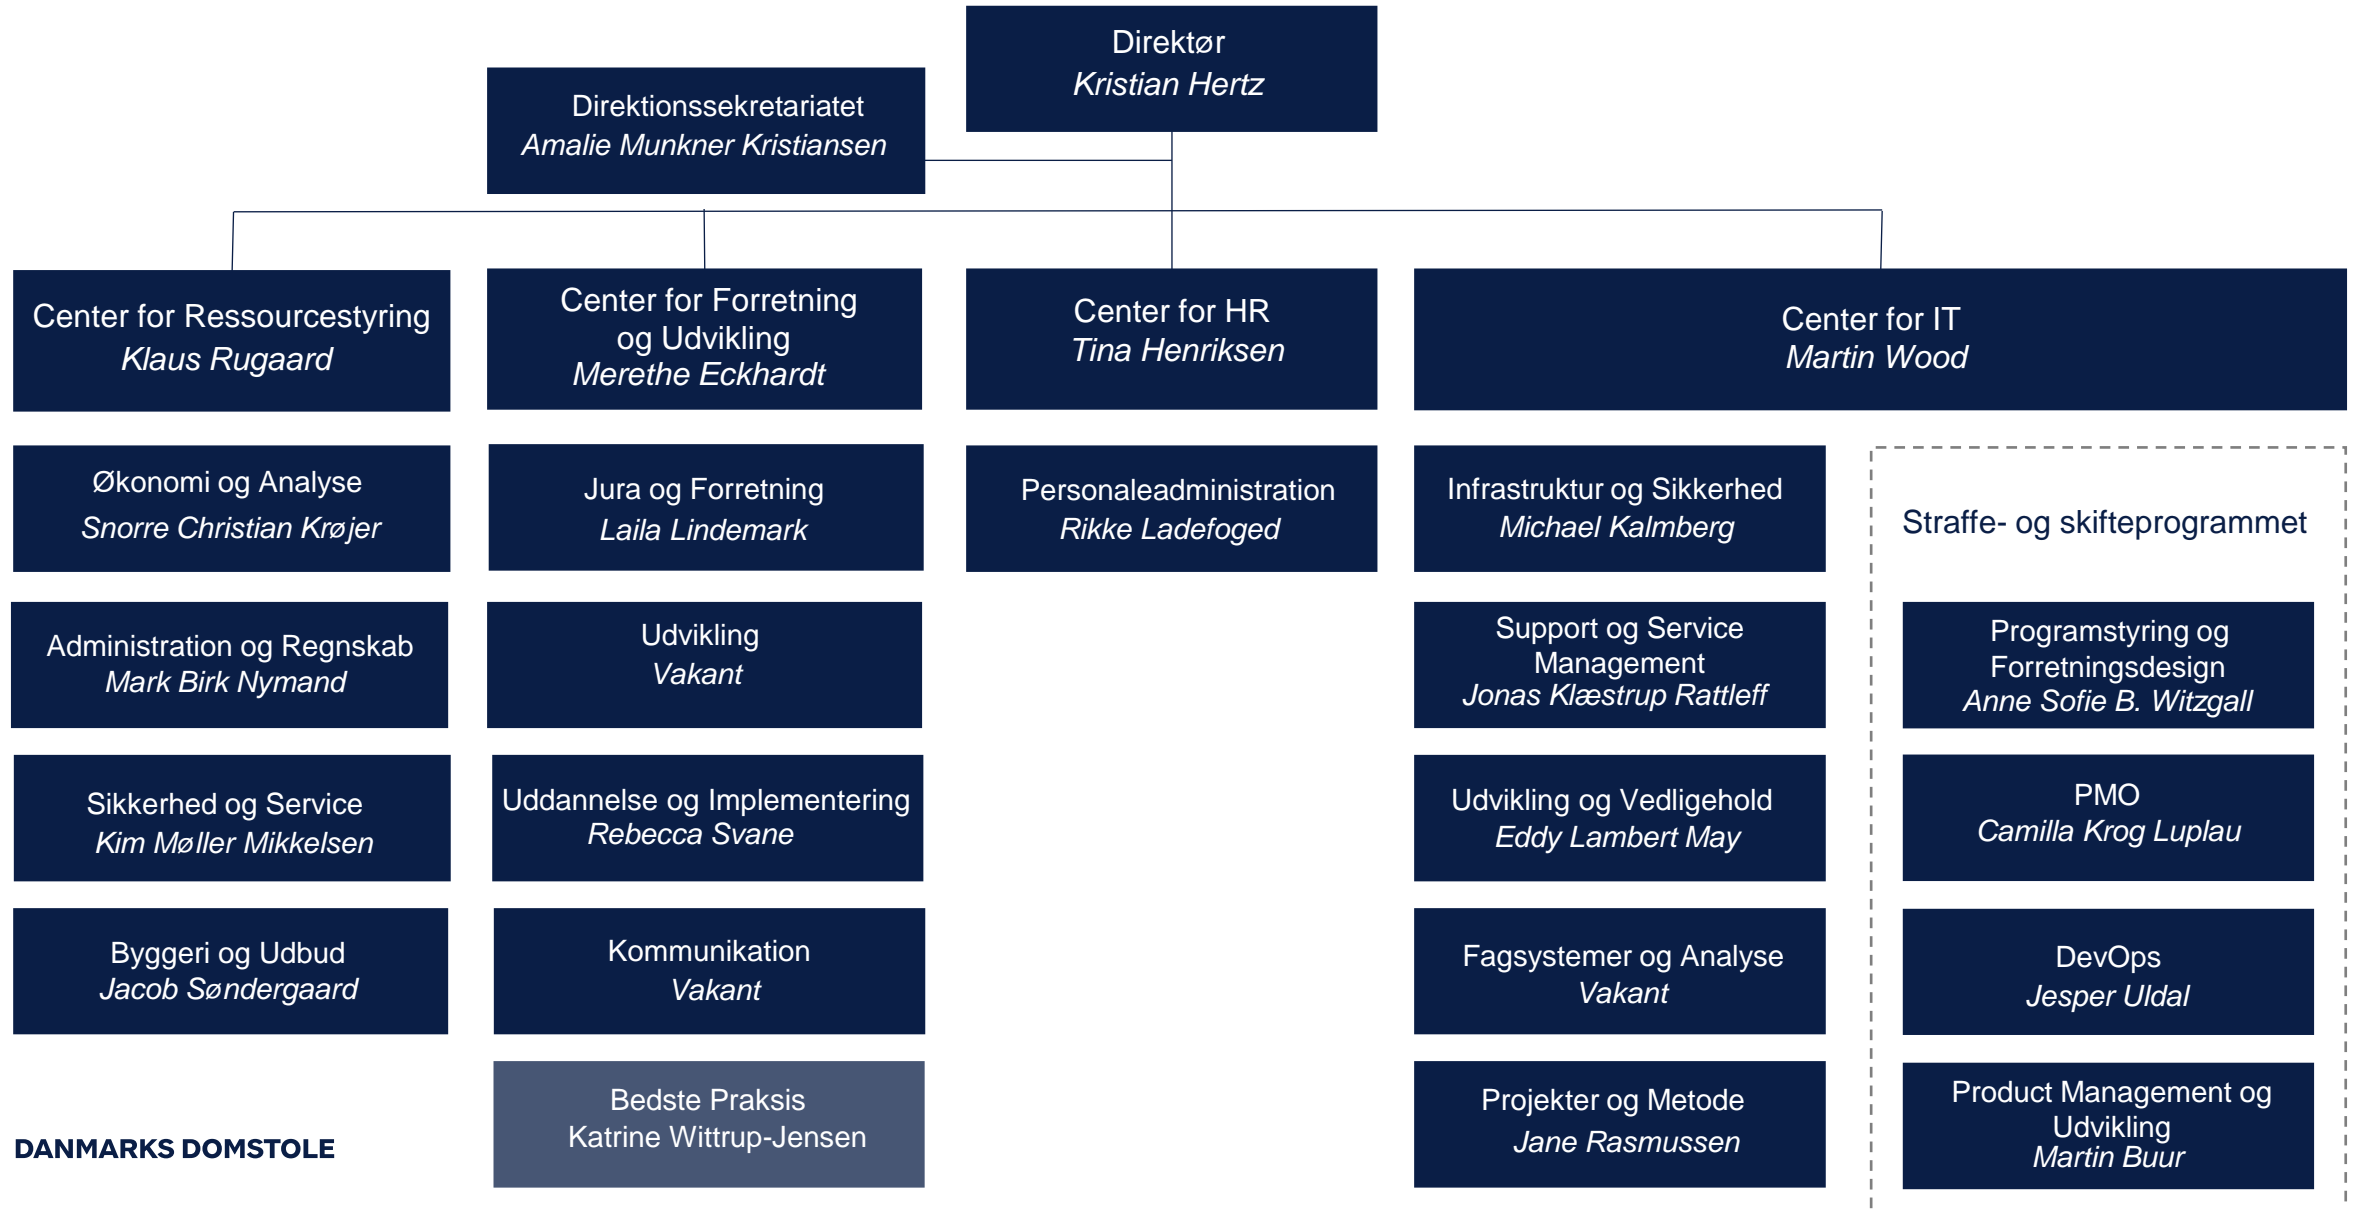 Direktør
Kristian Hertz
Direktionssekretariatet
Amalie Munkner Kristiansen
Center for Ressourcestyring
Klaus Rugaard
Center for Forretning
og Udvikling
Merethe Eckhardt
Center for HR
Tina Henriksen
Center for IT
Martin Wood
Økonomi og Analyse
Snorre Christian Krøjer
Administration og Regnskab
Mark Birk Nymand
Sikkerhed og Service
Kim Møller Mikkelsen
Byggeri og Udbud
Jacob Søndergaard
Jura og Forretning
Laila Lindemark
Udvikling
Vakant
Uddannelse og Implementering
Rebecca Svane
Kommunikation
Vakant
Bedste Praksis
Katrine Wittrup-Jensen
Personaleadministration
Rikke Ladefoged
Infrastruktur og Sikkerhed
Michael Kalmberg
Support og Service
Management
Jonas Klæstrup Rattleff
Udvikling og Vedligehold
Eddy Lambert May
Fagsystemer og Analyse
Vakant
Projekter og Metode
Jane Rasmussen
Straffe- og skifteprogrammet
Programstyring og
Forretningsdesign
Anne Sofie B. Witzgall
PMO
Camilla Krog Luplau
DevOps
Jesper Uldal
Product Management og
Udvikling
Martin Buur
DANMARKS DOMSTOLE